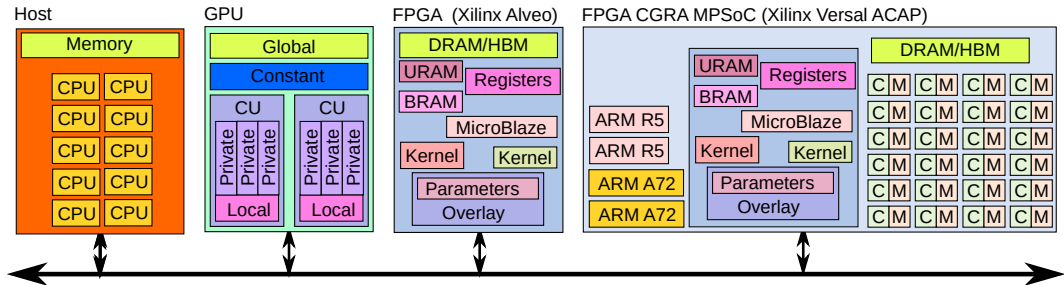 Host
Memory
CPU CPU
CPU CPU
CPU CPU
CPU CPU
CPU CPU
GPU
Global
Constant
CU CU
Private Private Private Private Private Private
Local Local
FPGA (Xilinx Alveo)
DRAM/HBM
URAM
Registers
BRAM
MicroBlaze
Kernel Kernel
Parameters
Overlay
FPGA CGRA MPSoC (Xilinx Versal ACAP)
ARM R5
ARM R5
ARM A72
ARM A72
URAM
Registers
BRAM
MicroBlaze
Kernel Kernel
Parameters
Overlay
DRAM/HBM
C M C M C M C M
C M C M C M C M
C M C M C M C M
C M C M C M C M
C M C M C M C M
C M C M C M C M